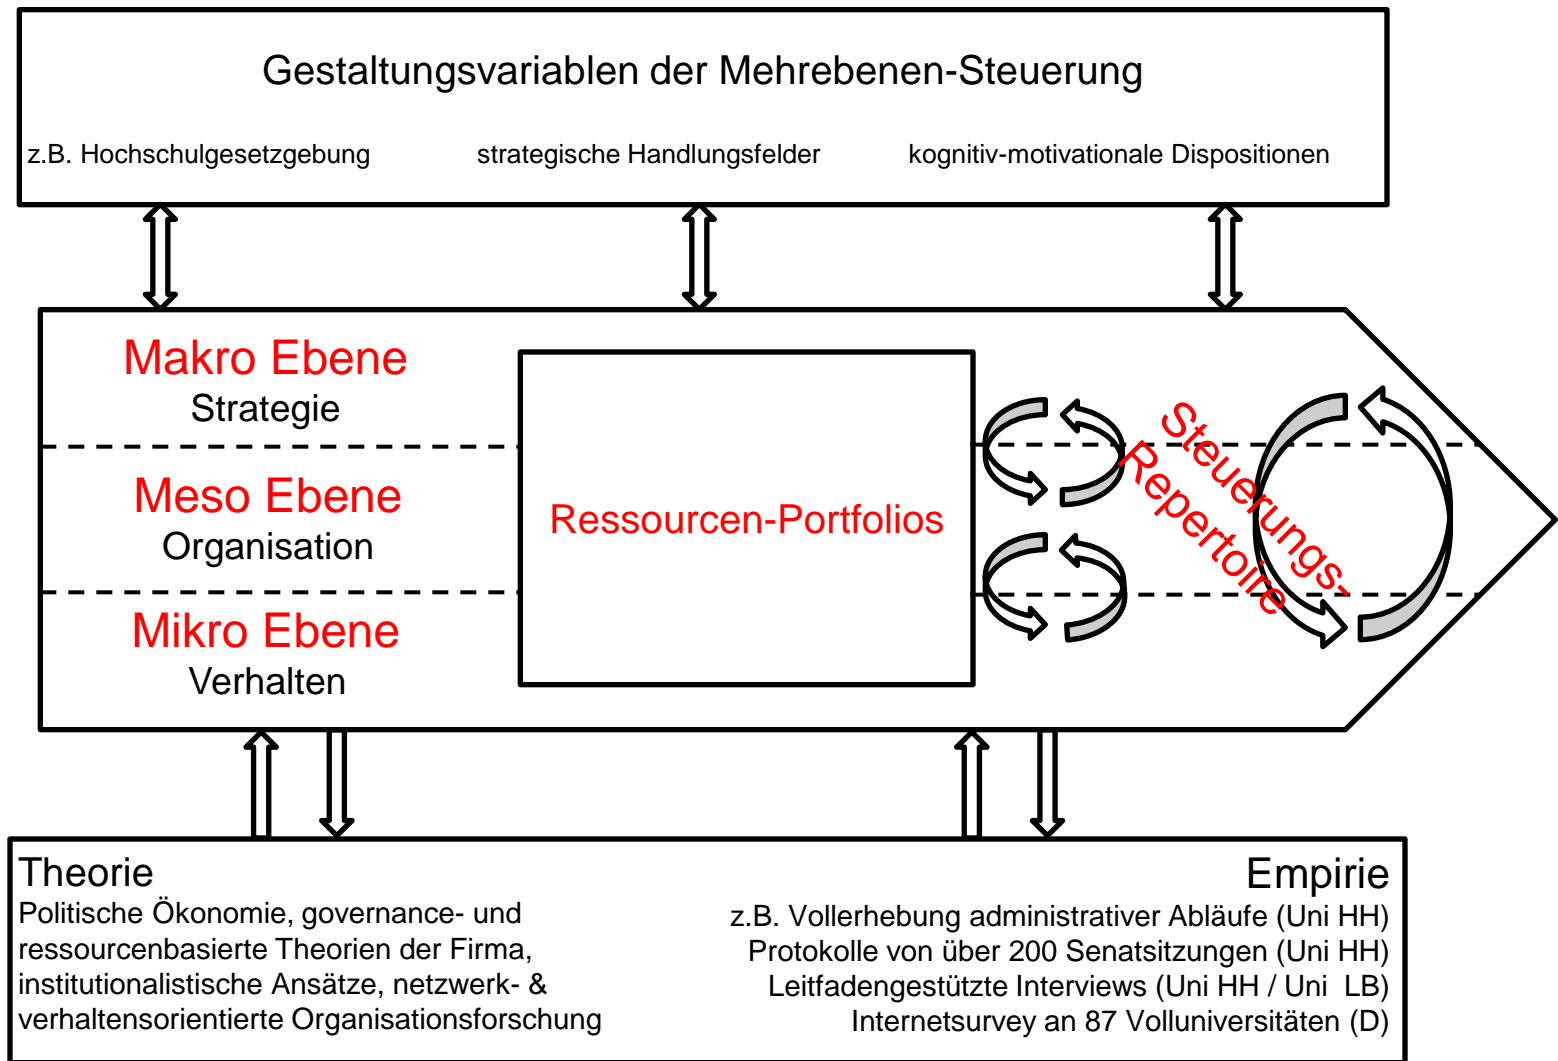 Gestaltungsvariablen der Mehrebenen-Steuerung
z.B. Hochschulgesetzgebung strategische Handlungsfelder kognitiv-motivationale Dispositionen
Makro Ebene
Strategie
Meso Ebene
Organisation
Mikro Ebene
Verhalten
Ressourcen-Portfolios
Steuerungs-
Repertoire
Theorie
Politische Ökonomie, governance- und
ressourcenbasierte Theorien der Firma,
institutionalistische Ansätze, netzwerk- &
verhaltensorientierte Organisationsforschung
Empirie
z.B. Vollerhebung administrativer Abläufe (Uni HH)
Protokolle von über 200 Senatsitzungen (Uni HH)
Leitfadengestützte Interviews (Uni HH / Uni LB)
Internetsurvey an 87 Volluniversitäten (D)